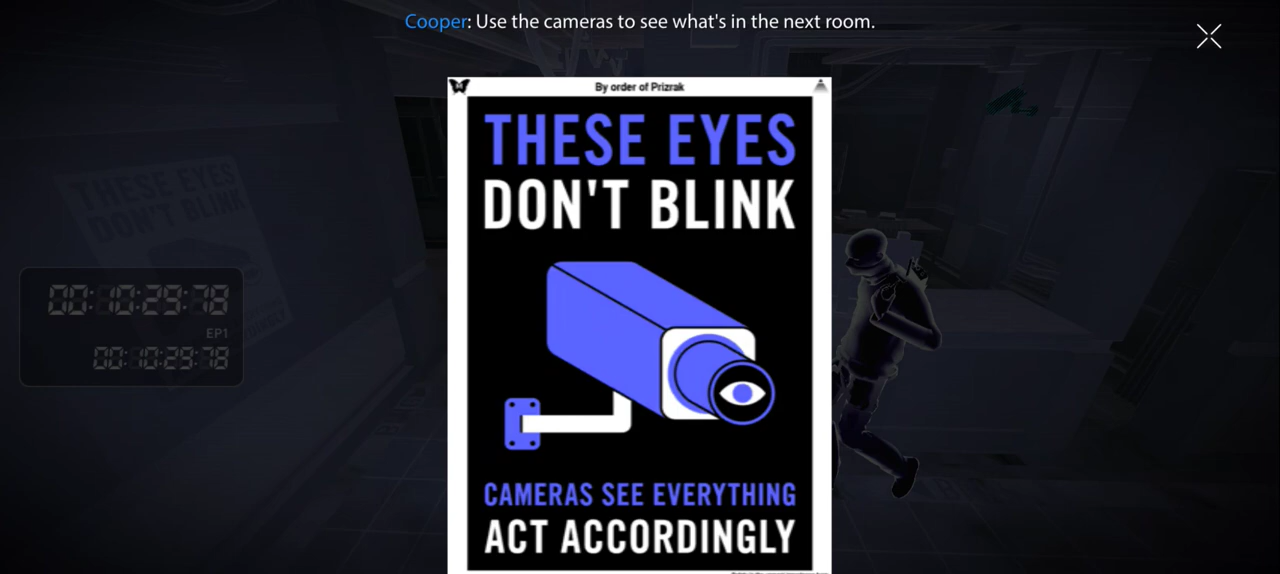 Cooper: Use the cameras to see what's in the next room.
By order of Prizrak
THESE EYES
DON'T BLINK
THESE EYES
DON'T BLINK
00:10:29:78
EP1
00:10:29:78
CAMERAS SEE EVERYTHING
ACT ACCORDINGLY